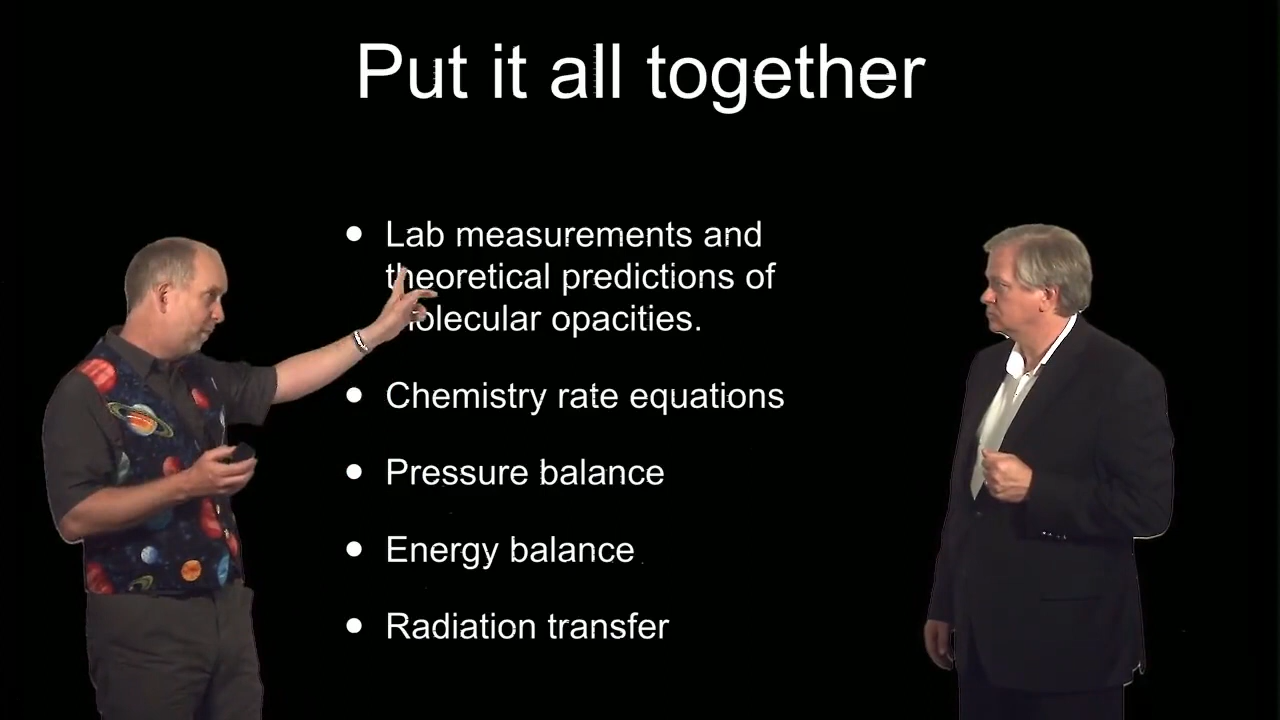 Put it all together
• Lab measurements and
theoretical predictions of
molecular opacities.
• Chemistry rate equations
• Pressure balance
• Energy balance
• Radiation transfer